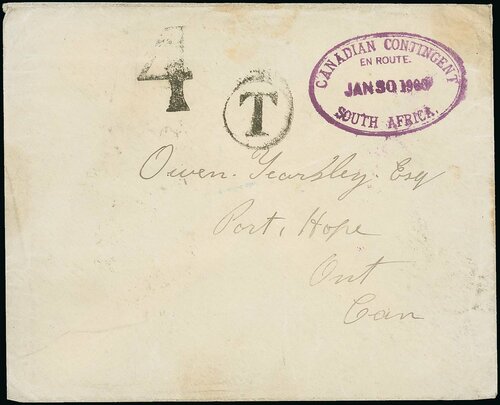 4
T
CANADIAN CONTINGENT
EN ROUTE.
JAN 30 1900
SOUTH AFRICA.
Owen Yearsley Esq
Port, Hope
Ont
Can